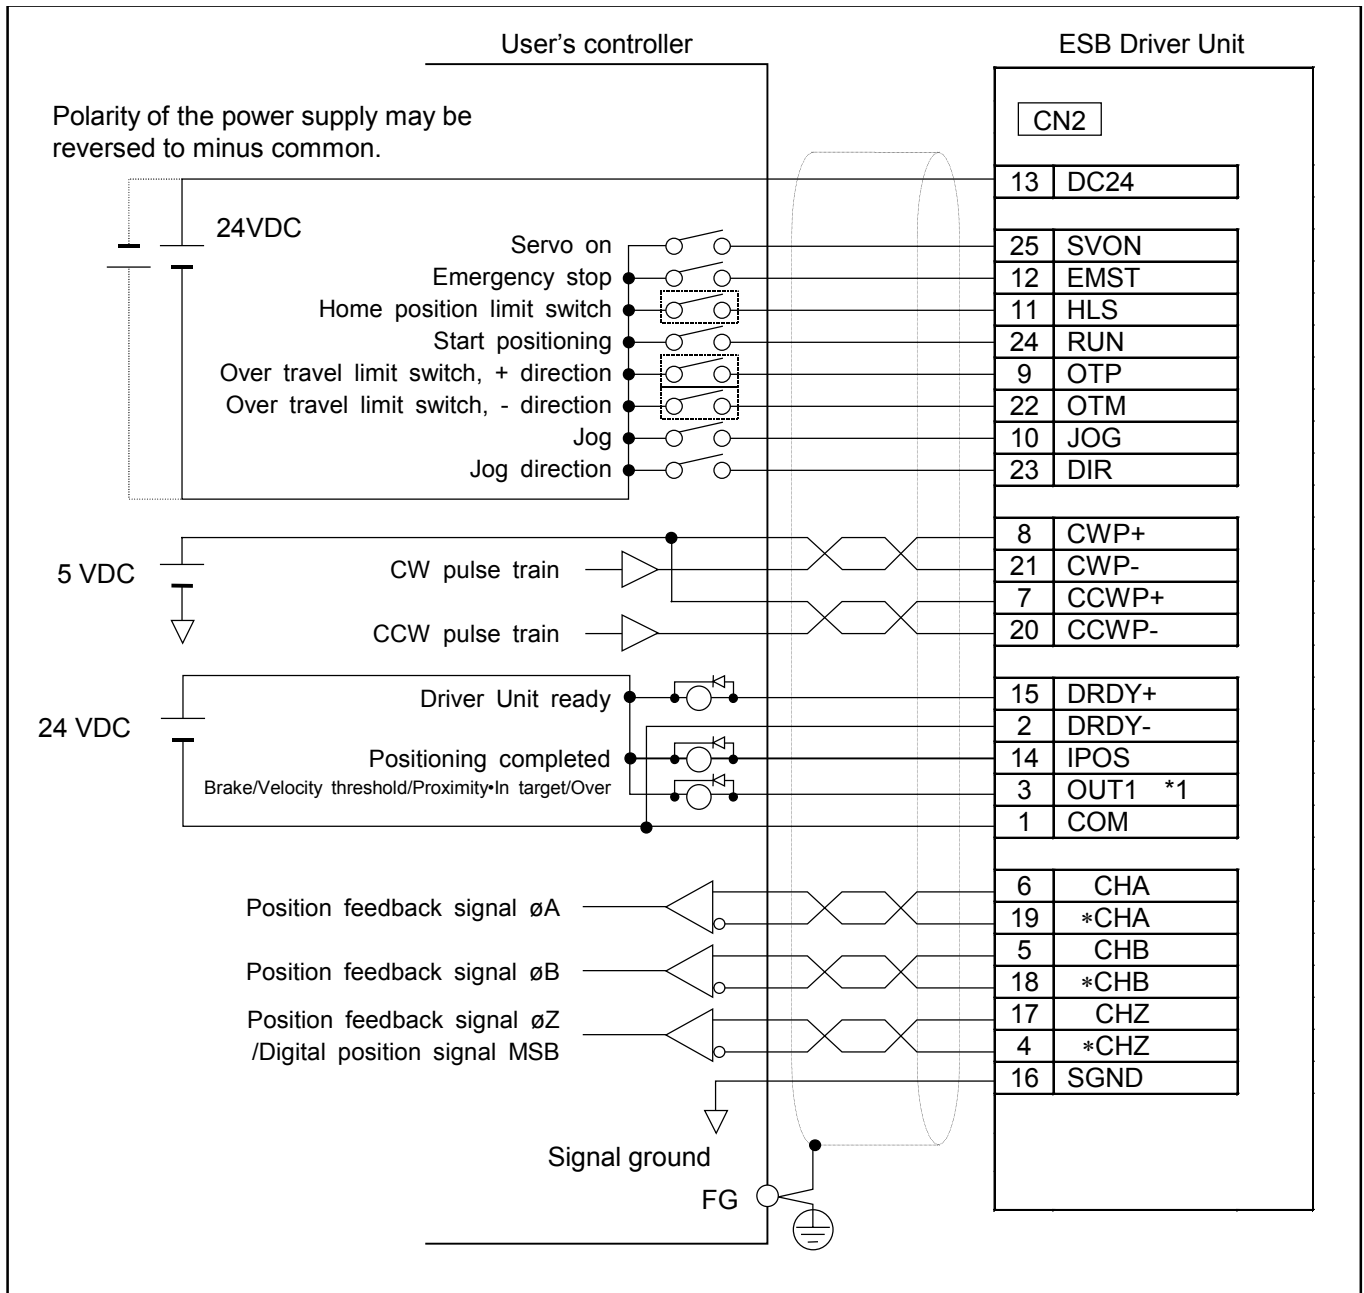 User's controller
ESB Driver Unit
Polarity of the power supply may be
reversed to minus common.
CN2
13 DC24
24VDC
Servo on
25 SVON
Emergency stop
12 EMST
Home position limit switch
11 HLS
Start positioning
24 RUN
Over travel limit switch, + direction
9 OTP
Over travel limit switch, - direction
22 OTM
Jog
10 JOG
Jog direction
23 DIR
8 CWP+
5 VDC
CW pulse train
21 CWP-
7 CCWP+
CCW pulse train
20 CCWP-
Driver Unit ready
15 DRDY+
24 VDC
2 DRDY-
Positioning completed
14 IPOS
Brake/Velocity threshold/Proximity•In target/Over
3 OUT1 *1
1 COM
6 CHA
Position feedback signal øA
19 *CHA
5 CHB
Position feedback signal øB
18 *CHB
17 CHZ
Position feedback signal øZ
/Digital position signal MSB
4 *CHZ
16 SGND
Signal ground
FG